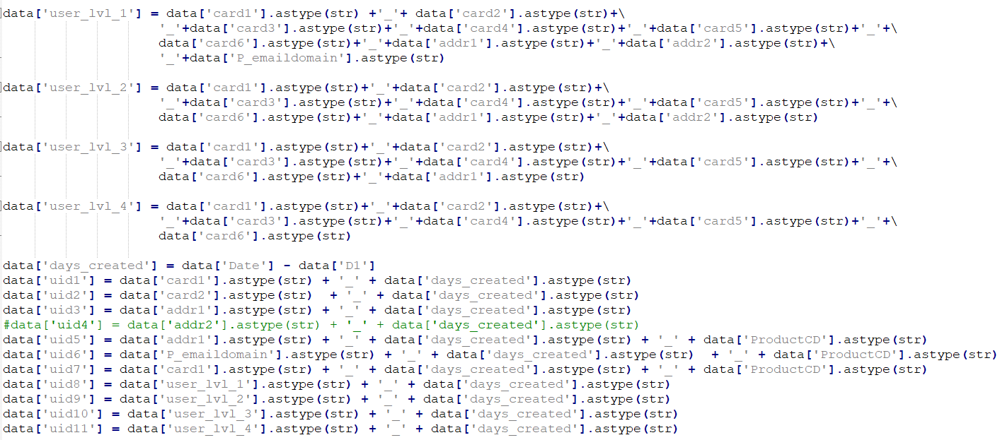 data['user_lvl_1'] = data['card1'].astype(str) +'_'+ data['card2'].astype(str)+\
'_'+data['card3'].astype(str)+'_'+data['card4'].astype(str)+'_'+data['card5'].astype(str)+'_'+\
data['card6'].astype(str)+'_'+data['addr1'].astype(str)+'_'+data['addr2'].astype(str)+\
'_'+data['P_emaildomain'].astype(str)
data['user_lvl_2'] = data['card1'].astype(str)+'_'+data['card2'].astype(str)+\
'_'+data['card3'].astype(str)+'_'+data['card4'].astype(str)+'_'+data['card5'].astype(str)+'_'+\
data['card6'].astype(str)+'_'+data['addr1'].astype(str)+'_'+data['addr2'].astype(str)
data['user_lvl_3'] = data['card1'].astype(str)+'_'+data['card2'].astype(str)+\
'_'+data['card3'].astype(str)+'_'+data['card4'].astype(str)+'_'+data['card5'].astype(str)+'_'+\
data['card6'].astype(str)+'_'+data['addr1'].astype(str)
data['user_lvl_4'] = data['card1'].astype(str)+'_'+data['card2'].astype(str)+\
'_'+data['card3'].astype(str)+'_'+data['card4'].astype(str)+'_'+data['card5'].astype(str)+'_'+\
data['card6'].astype(str)
data['days_created'] = data['Date'] - data['D1']
data['uid1'] = data['card1'].astype(str) + '_' + data['days_created'].astype(str)
data['uid2'] = data['card2'].astype(str)  + '_' + data['days_created'].astype(str)
data['uid3'] = data['addr1'].astype(str) + '_' + data['days_created'].astype(str)
#data['uid4'] = data['addr2'].astype(str) + '_' + data['days_created'].astype(str)
data['uid5'] = data['addr1'].astype(str) + '_' + data['days_created'].astype(str) + '_' + data['ProductCD'].astype(str)
data['uid6'] = data['P_emaildomain'].astype(str) + '_' + data['days_created'].astype(str)  + '_' + data['ProductCD'].astype(str)
data['uid7'] = data['card1'].astype(str) + '_' + data['days_created'].astype(str) + '_' + data['ProductCD'].astype(str)
data['uid8'] = data['user_lvl_1'].astype(str) + '_' + data['days_created'].astype(str)
data['uid9'] = data['user_lvl_2'].astype(str) + '_' + data['days_created'].astype(str)
data['uid10'] = data['user_lvl_3'].astype(str) + '_' + data['days_created'].astype(str)
data['uid11'] = data['user_lvl_4'].astype(str) + '_' + data['days_created'].astype(str)